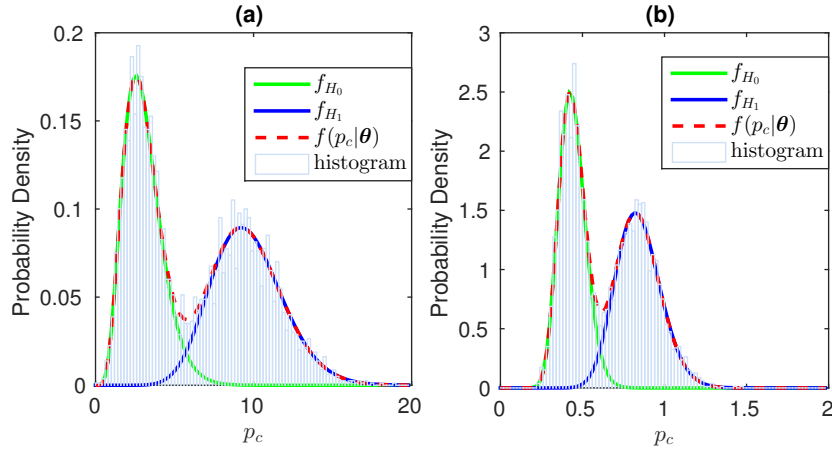 (a)
0.2
0.15
0.1
0.05
0
0
10
20
Probability Density
p_c
f_{H_0}
f_{H_1}
f(p_c|θ)
histogram
(b)
3
2.5
2
1.5
1
0.5
0
0
0.5
1
1.5
2
Probability Density
p_c
f_{H_0}
f_{H_1}
f(p_c|θ)
histogram